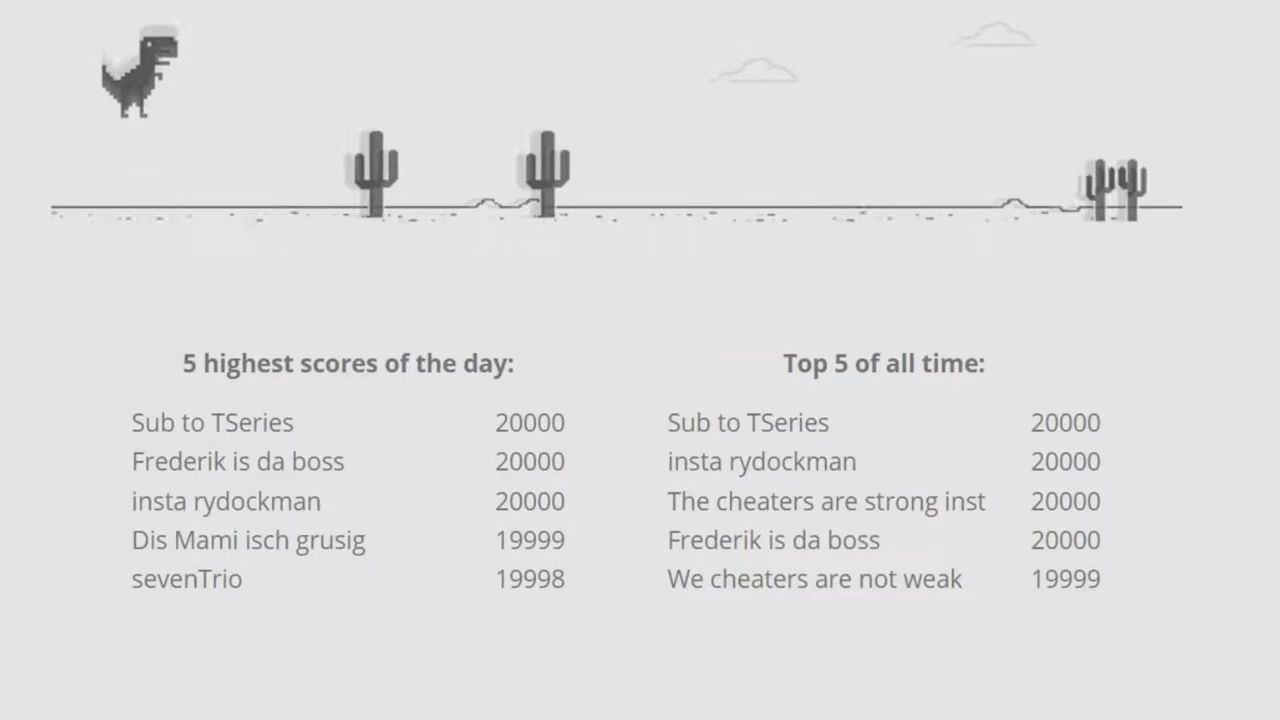 5 highest scores of the day:
Sub to TSeries 20000
Frederik is da boss 20000
insta rydockman 20000
Dis Mami isch grusig 19999
sevenTrio 19998
Top 5 of all time:
Sub to TSeries 20000
insta rydockman 20000
The cheaters are strong inst 20000
Frederik is da boss 20000
We cheaters are not weak 19999